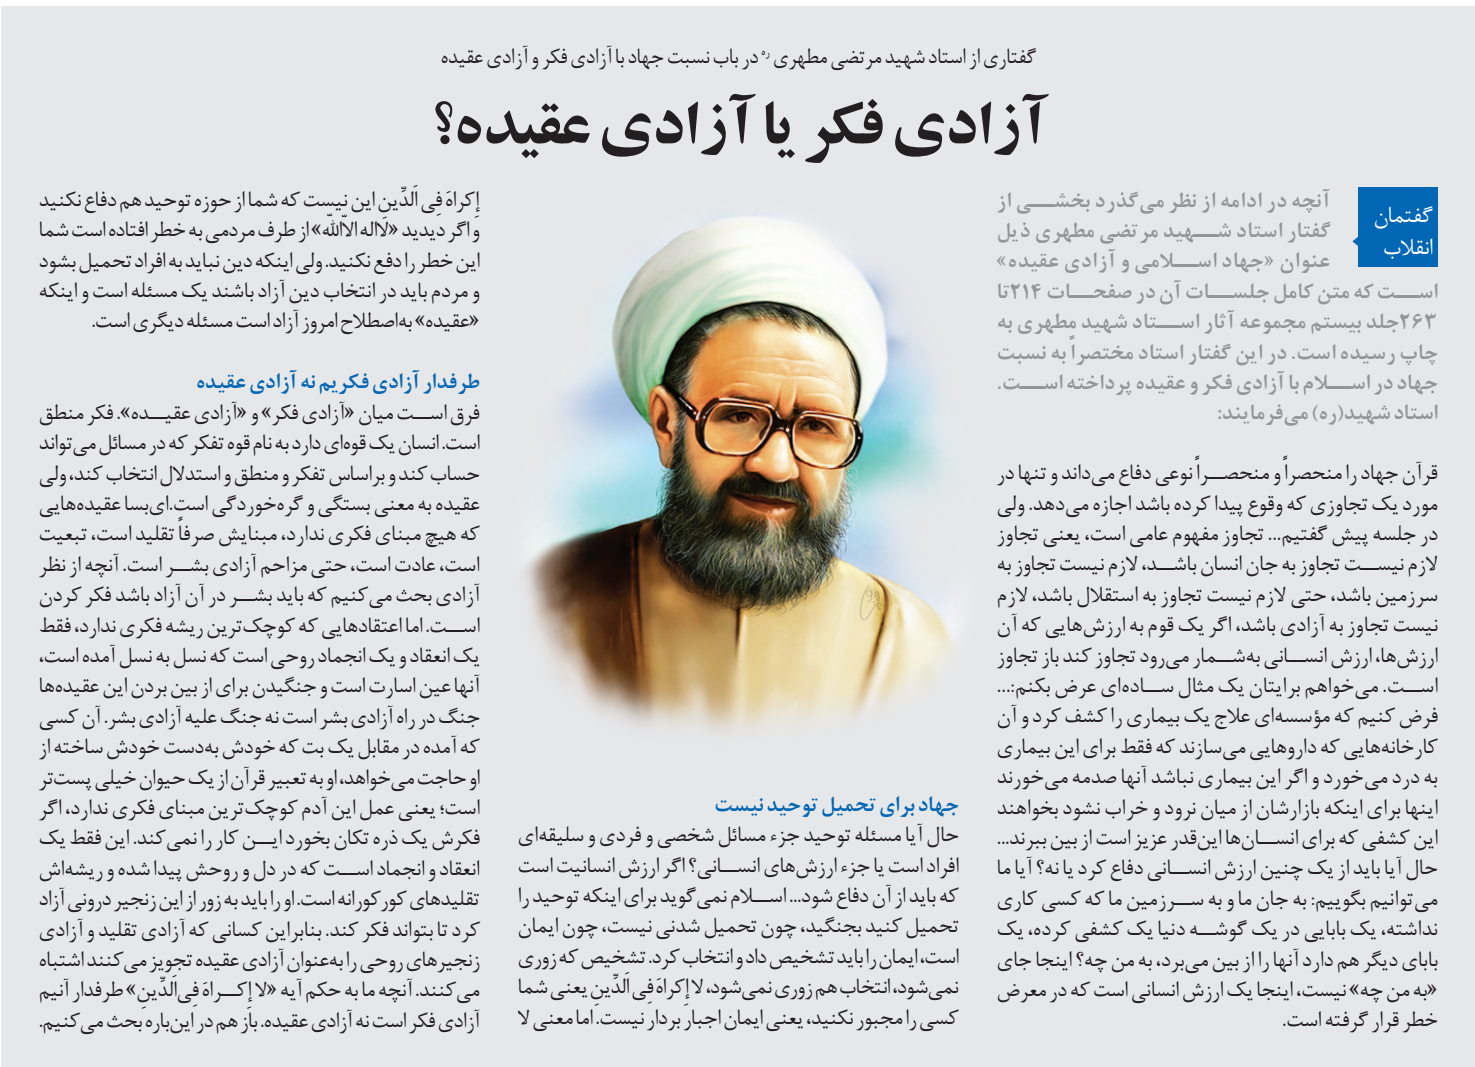 گفتاری از استاد شهید مرتضی مطهری ره در باب نسبت جهاد با آزادی فکر و آزادی عقیده
آزادی فکر یا آزادی عقیده؟
گفتمان
انقلاب
آنچه در ادامه از نظر می‌گذرد بخشی از
گفتار استاد شهید مرتضی مطهری ذیل
عنوان «جهاد اسلامی و آزادی عقیده»
است که متن کامل جلسات آن در صفحات ۲۱۴تا
۲۶۳جلد بیستم مجموعه آثار استاد شهید مطهری به
چاپ رسیده است. در این گفتار استاد مختصراً به نسبت
جهاد در اسلام با آزادی فکر و عقیده پرداخته است.
استاد شهید(ره) می‌فرمایند:
قرآن جهاد را منحصراً و منحصراً نوعی دفاع می‌داند و تنها در
مورد یک تجاوزی که وقوع پیدا کرده باشد اجازه می‌دهد. ولی
در جلسه پیش گفتیم... تجاوز مفهوم عامی است، یعنی تجاوز
لازم نیست تجاوز به جان انسان باشد، لازم نیست تجاوز به
سرزمین باشد، حتی لازم نیست تجاوز به استقلال باشد، لازم
نیست تجاوز به آزادی باشد، اگر یک قوم به ارزش‌هایی که آن
ارزش‌ها، ارزش انسانی به‌شمار می‌رود تجاوز کند باز تجاوز
است. می‌خواهم برایتان یک مثال ساده‌ای عرض بکنم:...
فرض کنیم که مؤسسه‌ای علاج یک بیماری را کشف کرد و آن
کارخانه‌هایی که داروهایی می‌سازند که فقط برای این بیماری
به درد می‌خورد و اگر این بیماری نباشد آنها صدمه می‌خورند
اینها برای اینکه بازارشان از میان نرود و خراب نشود بخواهند
این کشفی که برای انسان‌ها این‌قدر عزیز است از بین ببرند...
حال آیا باید از یک چنین ارزش انسانی دفاع کرد یا نه؟ آیا ما
می‌توانیم بگوییم: به جان ما و به سرزمین ما که کسی کاری
نداشته، یک بابایی در یک گوشه دنیا یک کشفی کرده، یک
بابای دیگر هم دارد آنها را از بین می‌برد، به من چه؟ اینجا جای
«به من چه» نیست، اینجا یک ارزش انسانی است که در معرض
خطر قرار گرفته است.
جهاد برای تحمیل توحید نیست
حال آیا مسئله توحید جزء مسائل شخصی و فردی و سلیقه‌ای
افراد است یا جزء ارزش‌های انسانی؟ اگر ارزش انسانیت است
که باید از آن دفاع شود... اسلام نمی‌گوید برای اینکه توحید را
تحمیل کنید بجنگید، چون تحمیل شدنی نیست، چون ایمان
است، ایمان را باید تشخیص داد و انتخاب کرد. تشخیص که زوری
نمی‌شود، انتخاب هم زوری نمی‌شود، لا إِکراهَ فِی اَلدِّینِ یعنی شما
کسی را مجبور نکنید، یعنی ایمان اجبار بردار نیست. اما معنی لا
إِکراهَ فِی اَلدِّینِ این نیست که شما از حوزه توحید هم دفاع نکنید
و اگر دیدید «لااله الاّاللّه» از طرف مردمی به خطر افتاده است شما
این خطر را دفع نکنید. ولی اینکه دین نباید به افراد تحمیل بشود
و مردم باید در انتخاب دین آزاد باشند یک مسئله است و اینکه
«عقیده» به‌اصطلاح امروز آزاد است مسئله دیگری است.
طرفدار آزادی فکریم نه آزادی عقیده
فرق است میان «آزادی فکر» و «آزادی عقیده». فکر منطق
است. انسان یک قوه‌ای دارد به نام قوه تفکر که در مسائل می‌تواند
حساب کند و براساس تفکر و منطق و استدلال انتخاب کند، ولی
عقیده به معنی بستگی و گره‌خوردگی است.ای‌بسا عقیده‌هایی
که هیچ مبنای فکری ندارد، مبنایش صرفاً تقلید است، تبعیت
است، عادت است، حتی مزاحم آزادی بشر است. آنچه از نظر
آزادی بحث می‌کنیم که باید بشر در آن آزاد باشد فکر کردن
است. اما اعتقادهایی که کوچک‌ترین ریشه فکری ندارد، فقط
یک انعقاد و یک انجماد روحی است که نسل به نسل آمده است،
آنها عین اسارت است و جنگیدن برای از بین بردن این عقیده‌ها
جنگ در راه آزادی بشر است نه جنگ علیه آزادی بشر. آن کسی
که آمده در مقابل یک بت که خودش به‌دست خودش ساخته از
او حاجت می‌خواهد، او به تعبیر قرآن از یک حیوان خیلی پست‌تر
است؛ یعنی عمل این آدم کوچک‌ترین مبنای فکری ندارد، اگر
فکرش یک ذره تکان بخورد این کار را نمی‌کند. این فقط یک
انعقاد و انجماد است که در دل و روحش پیدا شده و ریشه‌اش
تقلیدهای کورکورانه است. او را باید به زور از این زنجیر درونی آزاد
کرد تا بتواند فکر کند. بنابراین کسانی که آزادی تقلید و آزادی
زنجیرهای روحی را به‌عنوان آزادی عقیده تجویز می‌کنند اشتباه
می‌کنند. آنچه ما به حکم آیه «لا إِکراهَ فِی‌اَلدِّینِ» طرفدار آنیم
آزادی فکر است نه آزادی عقیده. باز هم در این‌باره بحث می‌کنیم.